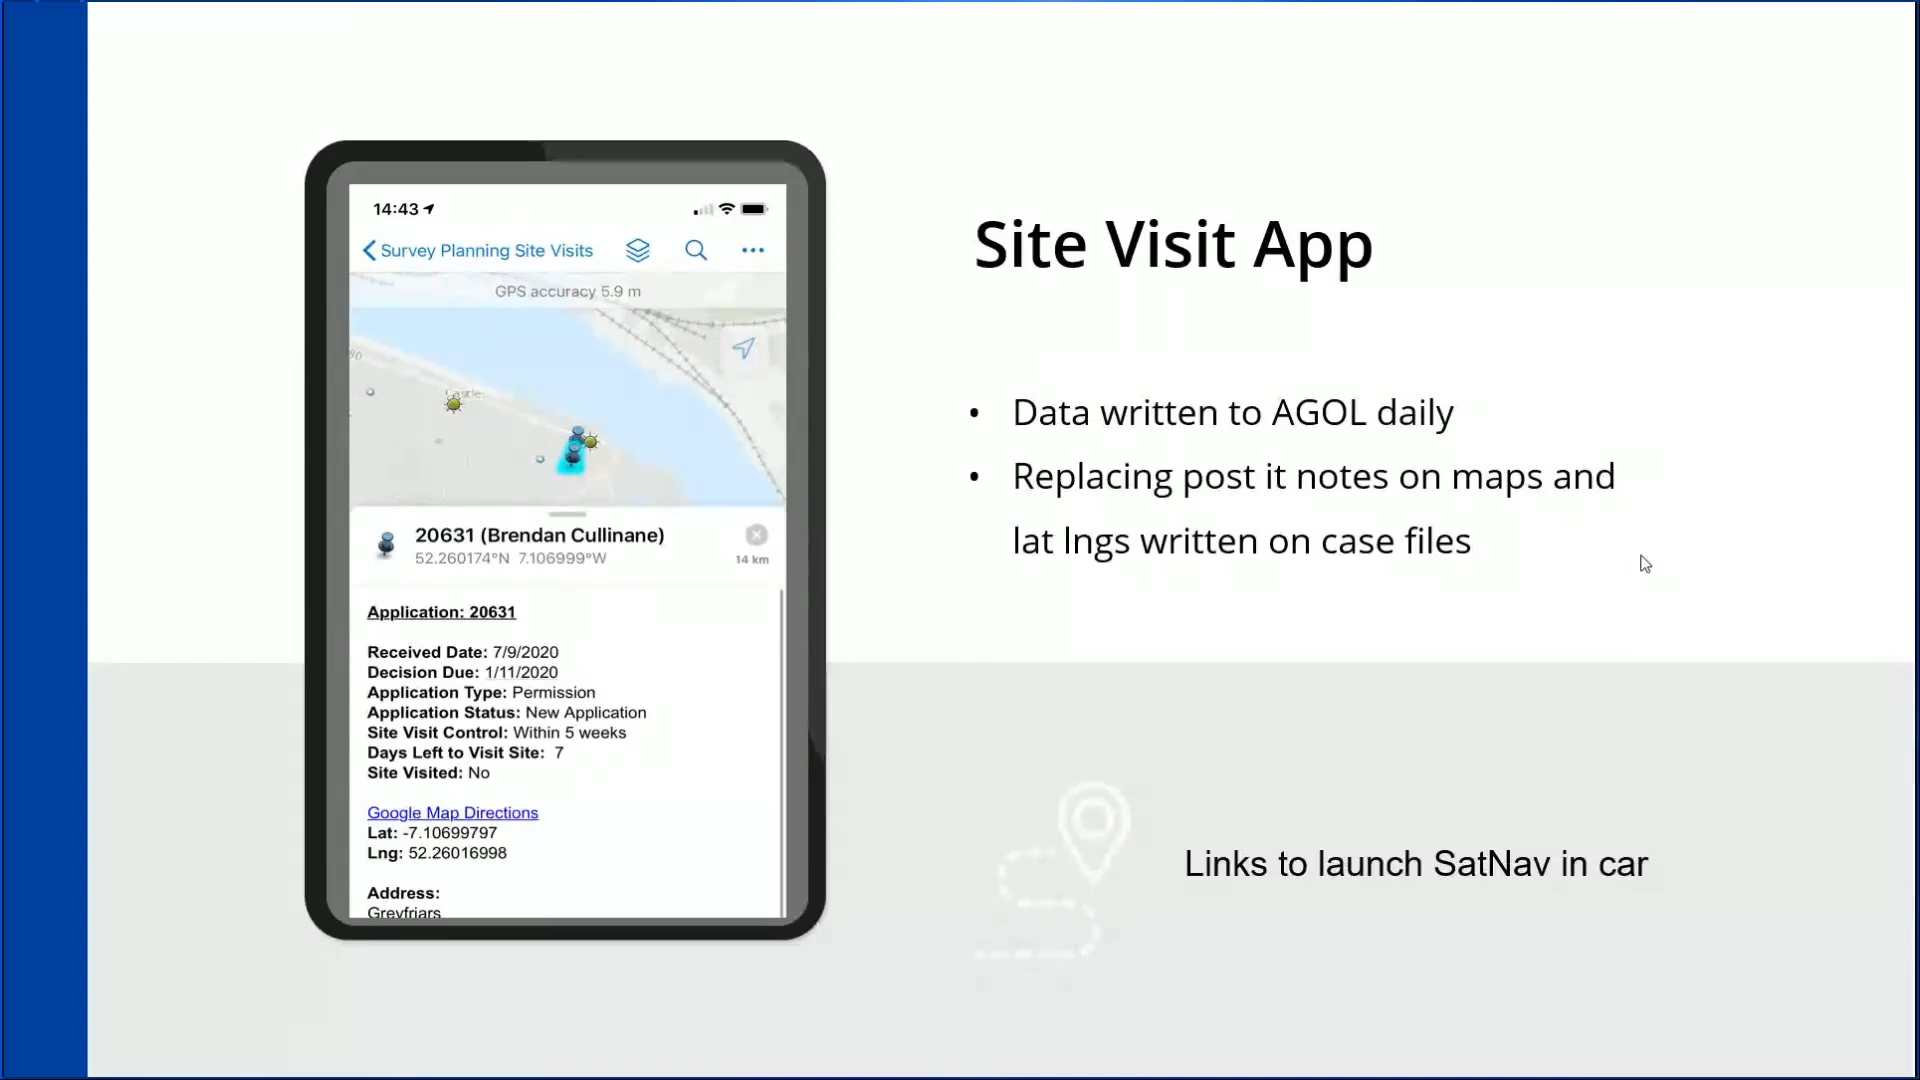 14:43
Survey Planning Site Visits
GPS accuracy 5.9 m
80
Castle
20631 (Brendan Cullinane)
52.260174°N 7.106999°W
14 km
Application: 20631
Received Date: 7/9/2020
Decision Due: 1/11/2020
Application Type: Permission
Application Status: New Application
Site Visit Control: Within 5 weeks
Days Left to Visit Site: 7
Site Visited: No
Google Map Directions
Lat: -7.10699797
Lng: 52.26016998
Address:
Greyfriars
Site Visit App
• Data written to AGOL daily
• Replacing post it notes on maps and
lat lngs written on case files
Links to launch SatNav in car